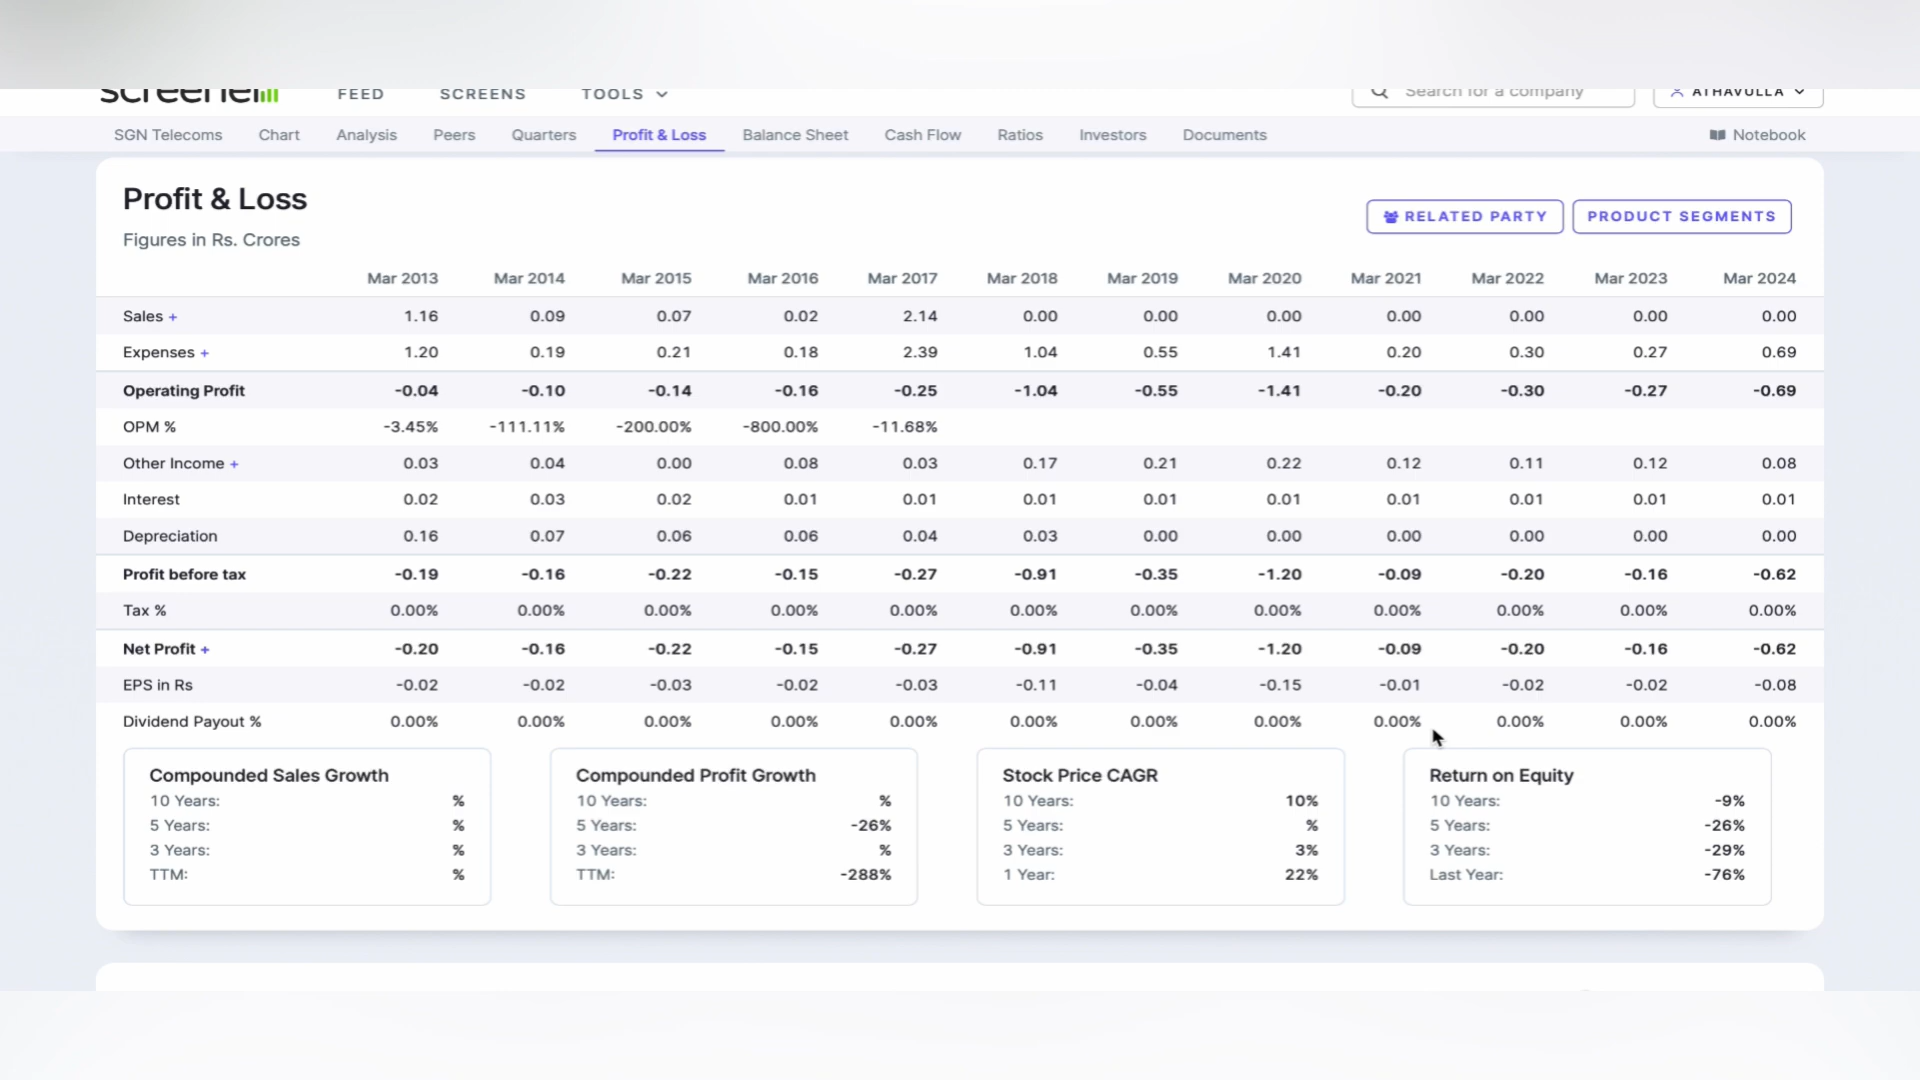 screener
FEED SCREENS TOOLS Search for a company ATHAVULLA
SGN Telecoms Chart Analysis Peers Quarters Profit & Loss Balance Sheet Cash Flow Ratios Investors Documents Notebook
Profit & Loss
RELATED PARTY PRODUCT SEGMENTS
Figures in Rs. Crores
Mar 2013 Mar 2014 Mar 2015 Mar 2016 Mar 2017 Mar 2018 Mar 2019 Mar 2020 Mar 2021 Mar 2022 Mar 2023 Mar 2024
Sales + 1.16 0.09 0.07 0.02 2.14 0.00 0.00 0.00 0.00 0.00 0.00 0.00
Expenses + 1.20 0.19 0.21 0.18 2.39 1.04 0.55 1.41 0.20 0.30 0.27 0.69
Operating Profit -0.04 -0.10 -0.14 -0.16 -0.25 -1.04 -0.55 -1.41 -0.20 -0.30 -0.27 -0.69
OPM % -3.45% -111.11% -200.00% -800.00% -11.68%
Other Income + 0.03 0.04 0.00 0.08 0.03 0.17 0.21 0.22 0.12 0.11 0.12 0.08
Interest 0.02 0.03 0.02 0.01 0.01 0.01 0.01 0.01 0.01 0.01 0.01 0.01
Depreciation 0.16 0.07 0.06 0.06 0.04 0.03 0.00 0.00 0.00 0.00 0.00 0.00
Profit before tax -0.19 -0.16 -0.22 -0.15 -0.27 -0.91 -0.35 -1.20 -0.09 -0.20 -0.16 -0.62
Tax % 0.00% 0.00% 0.00% 0.00% 0.00% 0.00% 0.00% 0.00% 0.00% 0.00% 0.00% 0.00%
Net Profit + -0.20 -0.16 -0.22 -0.15 -0.27 -0.91 -0.35 -1.20 -0.09 -0.20 -0.16 -0.62
EPS in Rs -0.02 -0.02 -0.03 -0.02 -0.03 -0.11 -0.04 -0.15 -0.01 -0.02 -0.02 -0.08
Dividend Payout % 0.00% 0.00% 0.00% 0.00% 0.00% 0.00% 0.00% 0.00% 0.00% 0.00% 0.00% 0.00%
Compounded Sales Growth
10 Years: %
5 Years: %
3 Years: %
TTM: %
Compounded Profit Growth
10 Years: %
5 Years: -26%
3 Years: %
TTM: -288%
Stock Price CAGR
10 Years: 10%
5 Years: %
3 Years: 3%
1 Year: 22%
Return on Equity
10 Years: -9%
5 Years: -26%
3 Years: -29%
Last Year: -76%